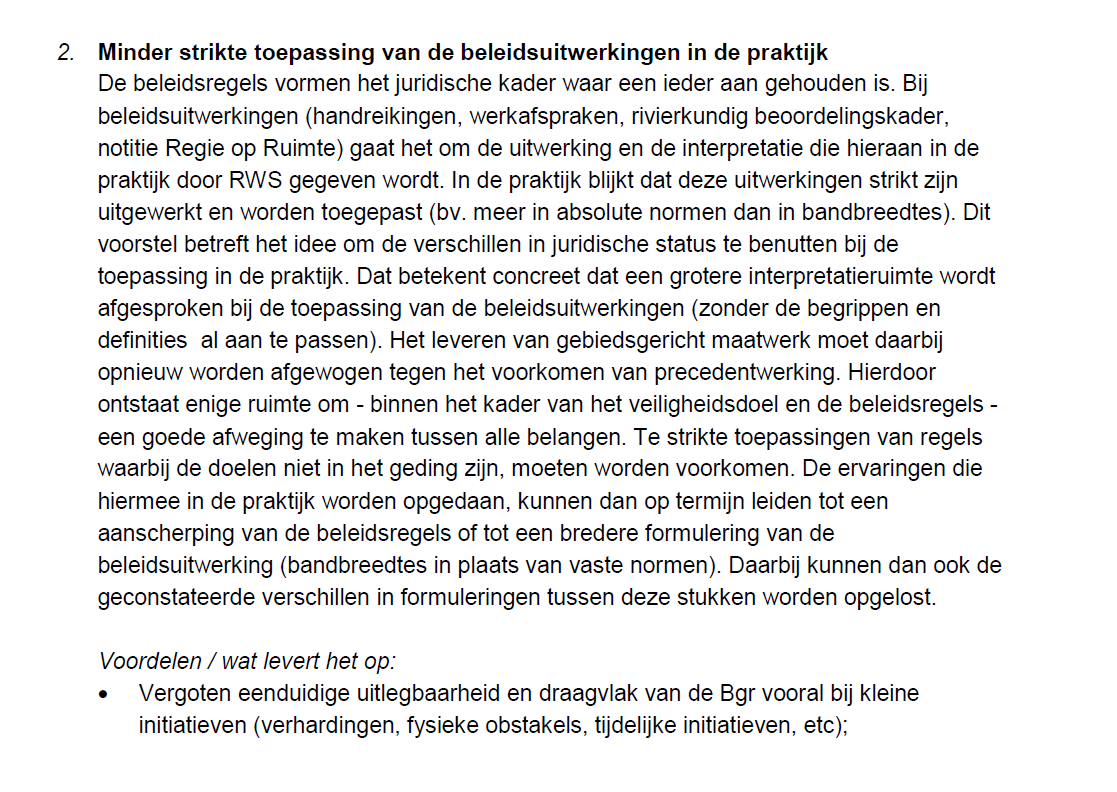 2. Minder strikte toepassing van de beleidsuitwerkingen in de praktijk
De beleidsregels vormen het juridische kader waar een ieder aan gehouden is. Bij
beleidsuitwerkingen (handreikingen, werkafspraken, rivierkundig beoordelingskader,
notitie Regie op Ruimte) gaat het om de uitwerking en de interpretatie die hieraan in de
praktijk door RWS gegeven wordt. In de praktijk blijkt dat deze uitwerkingen strikt zijn
uitgewerkt en worden toegepast (bv. meer in absolute normen dan in bandbreedtes). Dit
voorstel betreft het idee om de verschillen in juridische status te benutten bij de
toepassing in de praktijk. Dat betekent concreet dat een grotere interpretatieruimte wordt
afgesproken bij de toepassing van de beleidsuitwerkingen (zonder de begrippen en
definities  al aan te passen). Het leveren van gebiedsgericht maatwerk moet daarbij
opnieuw worden afgewogen tegen het voorkomen van precedentwerking. Hierdoor
ontstaat enige ruimte om - binnen het kader van het veiligheidsdoel en de beleidsregels -
een goede afweging te maken tussen alle belangen. Te strikte toepassingen van regels
waarbij de doelen niet in het geding zijn, moeten worden voorkomen. De ervaringen die
hiermee in de praktijk worden opgedaan, kunnen dan op termijn leiden tot een
aanscherping van de beleidsregels of tot een bredere formulering van de
beleidsuitwerking (bandbreedtes in plaats van vaste normen). Daarbij kunnen dan ook de
geconstateerde verschillen in formuleringen tussen deze stukken worden opgelost.
Voordelen / wat levert het op:
• Vergoten eenduidige uitlegbaarheid en draagvlak van de Bgr vooral bij kleine
initiatieven (verhardingen, fysieke obstakels, tijdelijke initiatieven, etc);